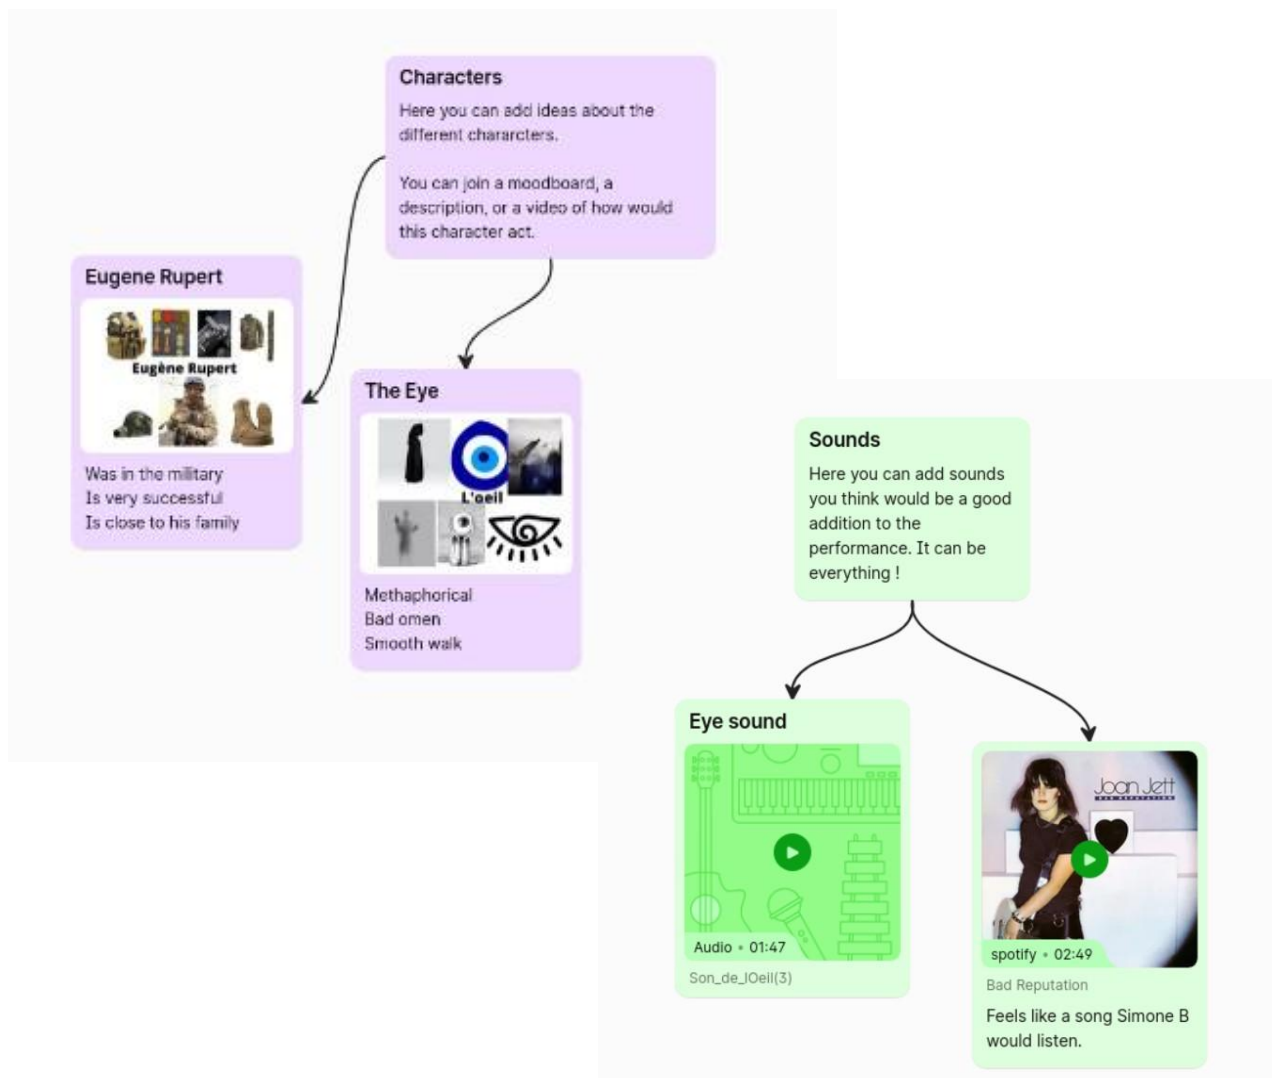 Characters
Here you can add ideas about the
different chararcters.
You can join a moodboard, a
description, or a video of how would
this character act.
Eugene Rupert
Eugène Rupert
Was in the military
Is very successful
Is close to his family
The Eye
L'oeil
Methaphorical
Bad omen
Smooth walk
Sounds
Here you can add sounds
you think would be a good
addition to the
performance. It can be
everything !
Eye sound
Audio • 01:47
Son_de_lOeil(3)
Joan Jett
BAD REPUTATION
spotify • 02:49
Bad Reputation
Feels like a song Simone B
would listen.